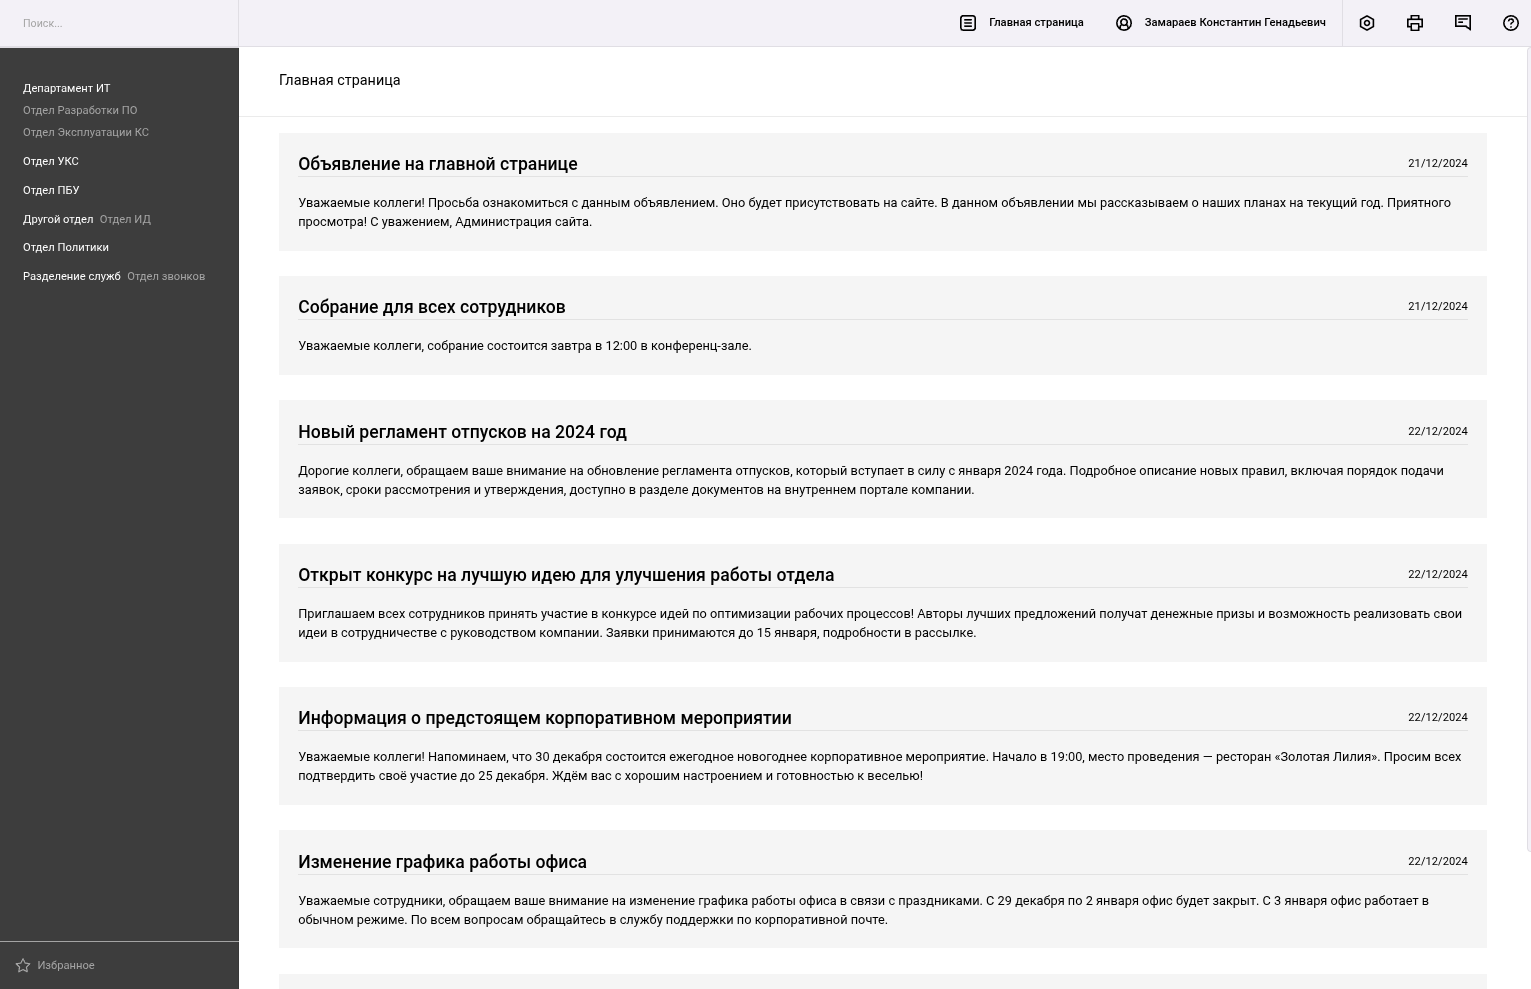 Поиск...
Главная страница
Замараев Константин Генадьевич
Департамент ИТ
Отдел Разработки ПО
Отдел Эксплуатации КС
Отдел УКС
Отдел ПБУ
Другой отдел Отдел ИД
Отдел Политики
Разделение служб Отдел звонков
Избранное
Главная страница
Объявление на главной странице
21/12/2024
Уважаемые коллеги! Просьба ознакомиться с данным объявлением. Оно будет присутствовать на сайте. В данном объявлении мы рассказываем о наших планах на текущий год. Приятного
просмотра! С уважением, Администрация сайта.
Собрание для всех сотрудников
21/12/2024
Уважаемые коллеги, собрание состоится завтра в 12:00 в конференц-зале.
Новый регламент отпусков на 2024 год
22/12/2024
Дорогие коллеги, обращаем ваше внимание на обновление регламента отпусков, который вступает в силу с января 2024 года. Подробное описание новых правил, включая порядок подачи
заявок, сроки рассмотрения и утверждения, доступно в разделе документов на внутреннем портале компании.
Открыт конкурс на лучшую идею для улучшения работы отдела
22/12/2024
Приглашаем всех сотрудников принять участие в конкурсе идей по оптимизации рабочих процессов! Авторы лучших предложений получат денежные призы и возможность реализовать свои
идеи в сотрудничестве с руководством компании. Заявки принимаются до 15 января, подробности в рассылке.
Информация о предстоящем корпоративном мероприятии
22/12/2024
Уважаемые коллеги! Напоминаем, что 30 декабря состоится ежегодное новогоднее корпоративное мероприятие. Начало в 19:00, место проведения — ресторан «Золотая Лилия». Просим всех
подтвердить своё участие до 25 декабря. Ждём вас с хорошим настроением и готовностью к веселью!
Изменение графика работы офиса
22/12/2024
Уважаемые сотрудники, обращаем ваше внимание на изменение графика работы офиса в связи с праздниками. С 29 декабря по 2 января офис будет закрыт. С 3 января офис работает в
обычном режиме. По всем вопросам обращайтесь в службу поддержки по корпоративной почте.